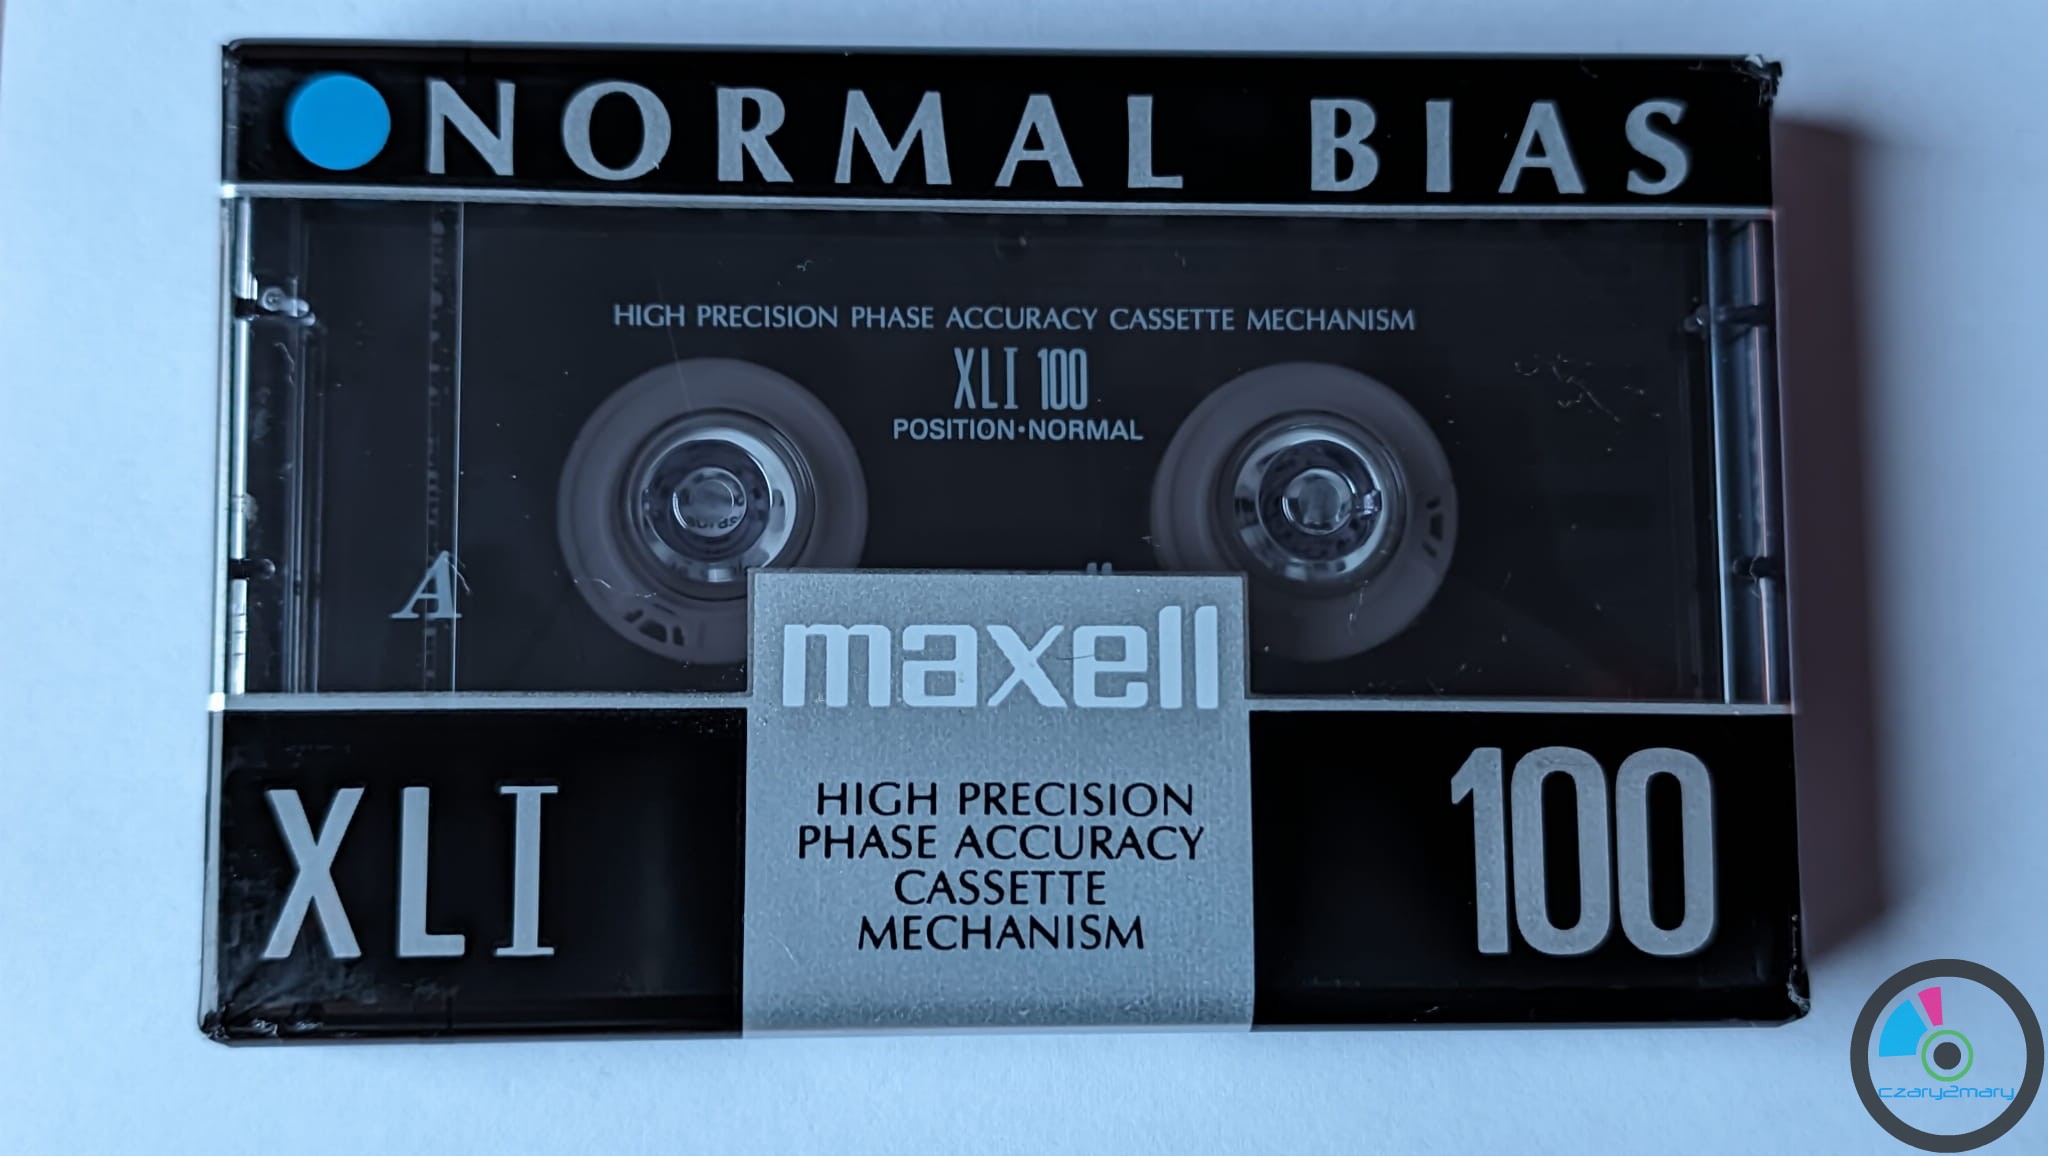 NORMAL BIAS
HIGH PRECISION PHASE ACCURACY CASSETTE MECHANISM
XLI 100
POSITION·NORMAL
A
maxell
XLI
HIGH PRECISION
PHASE ACCURACY
CASSETTE
MECHANISM
100
czary2mary